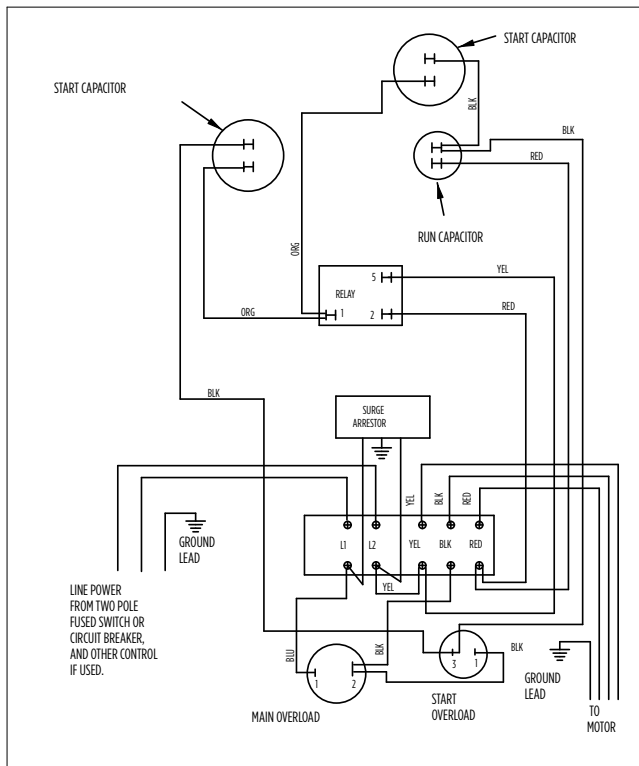 START CAPACITOR
START CAPACITOR
BLK
BLK
RED
RUN CAPACITOR
ORG
5
YEL
RELAY
1
2
RED
ORG
BLK
SURGE
ARRESTOR
YEL
BLK
RED
GROUND
LEAD
L1
L2
YEL
BLK
RED
LINE POWER
FROM TWO POLE
FUSED SWITCH OR
CIRCUIT BREAKER,
AND OTHER CONTROL
IF USED.
YEL
BLU
BLK
BLK
1
2
3
1
MAIN OVERLOAD
START
OVERLOAD
GROUND
LEAD
TO
MOTOR